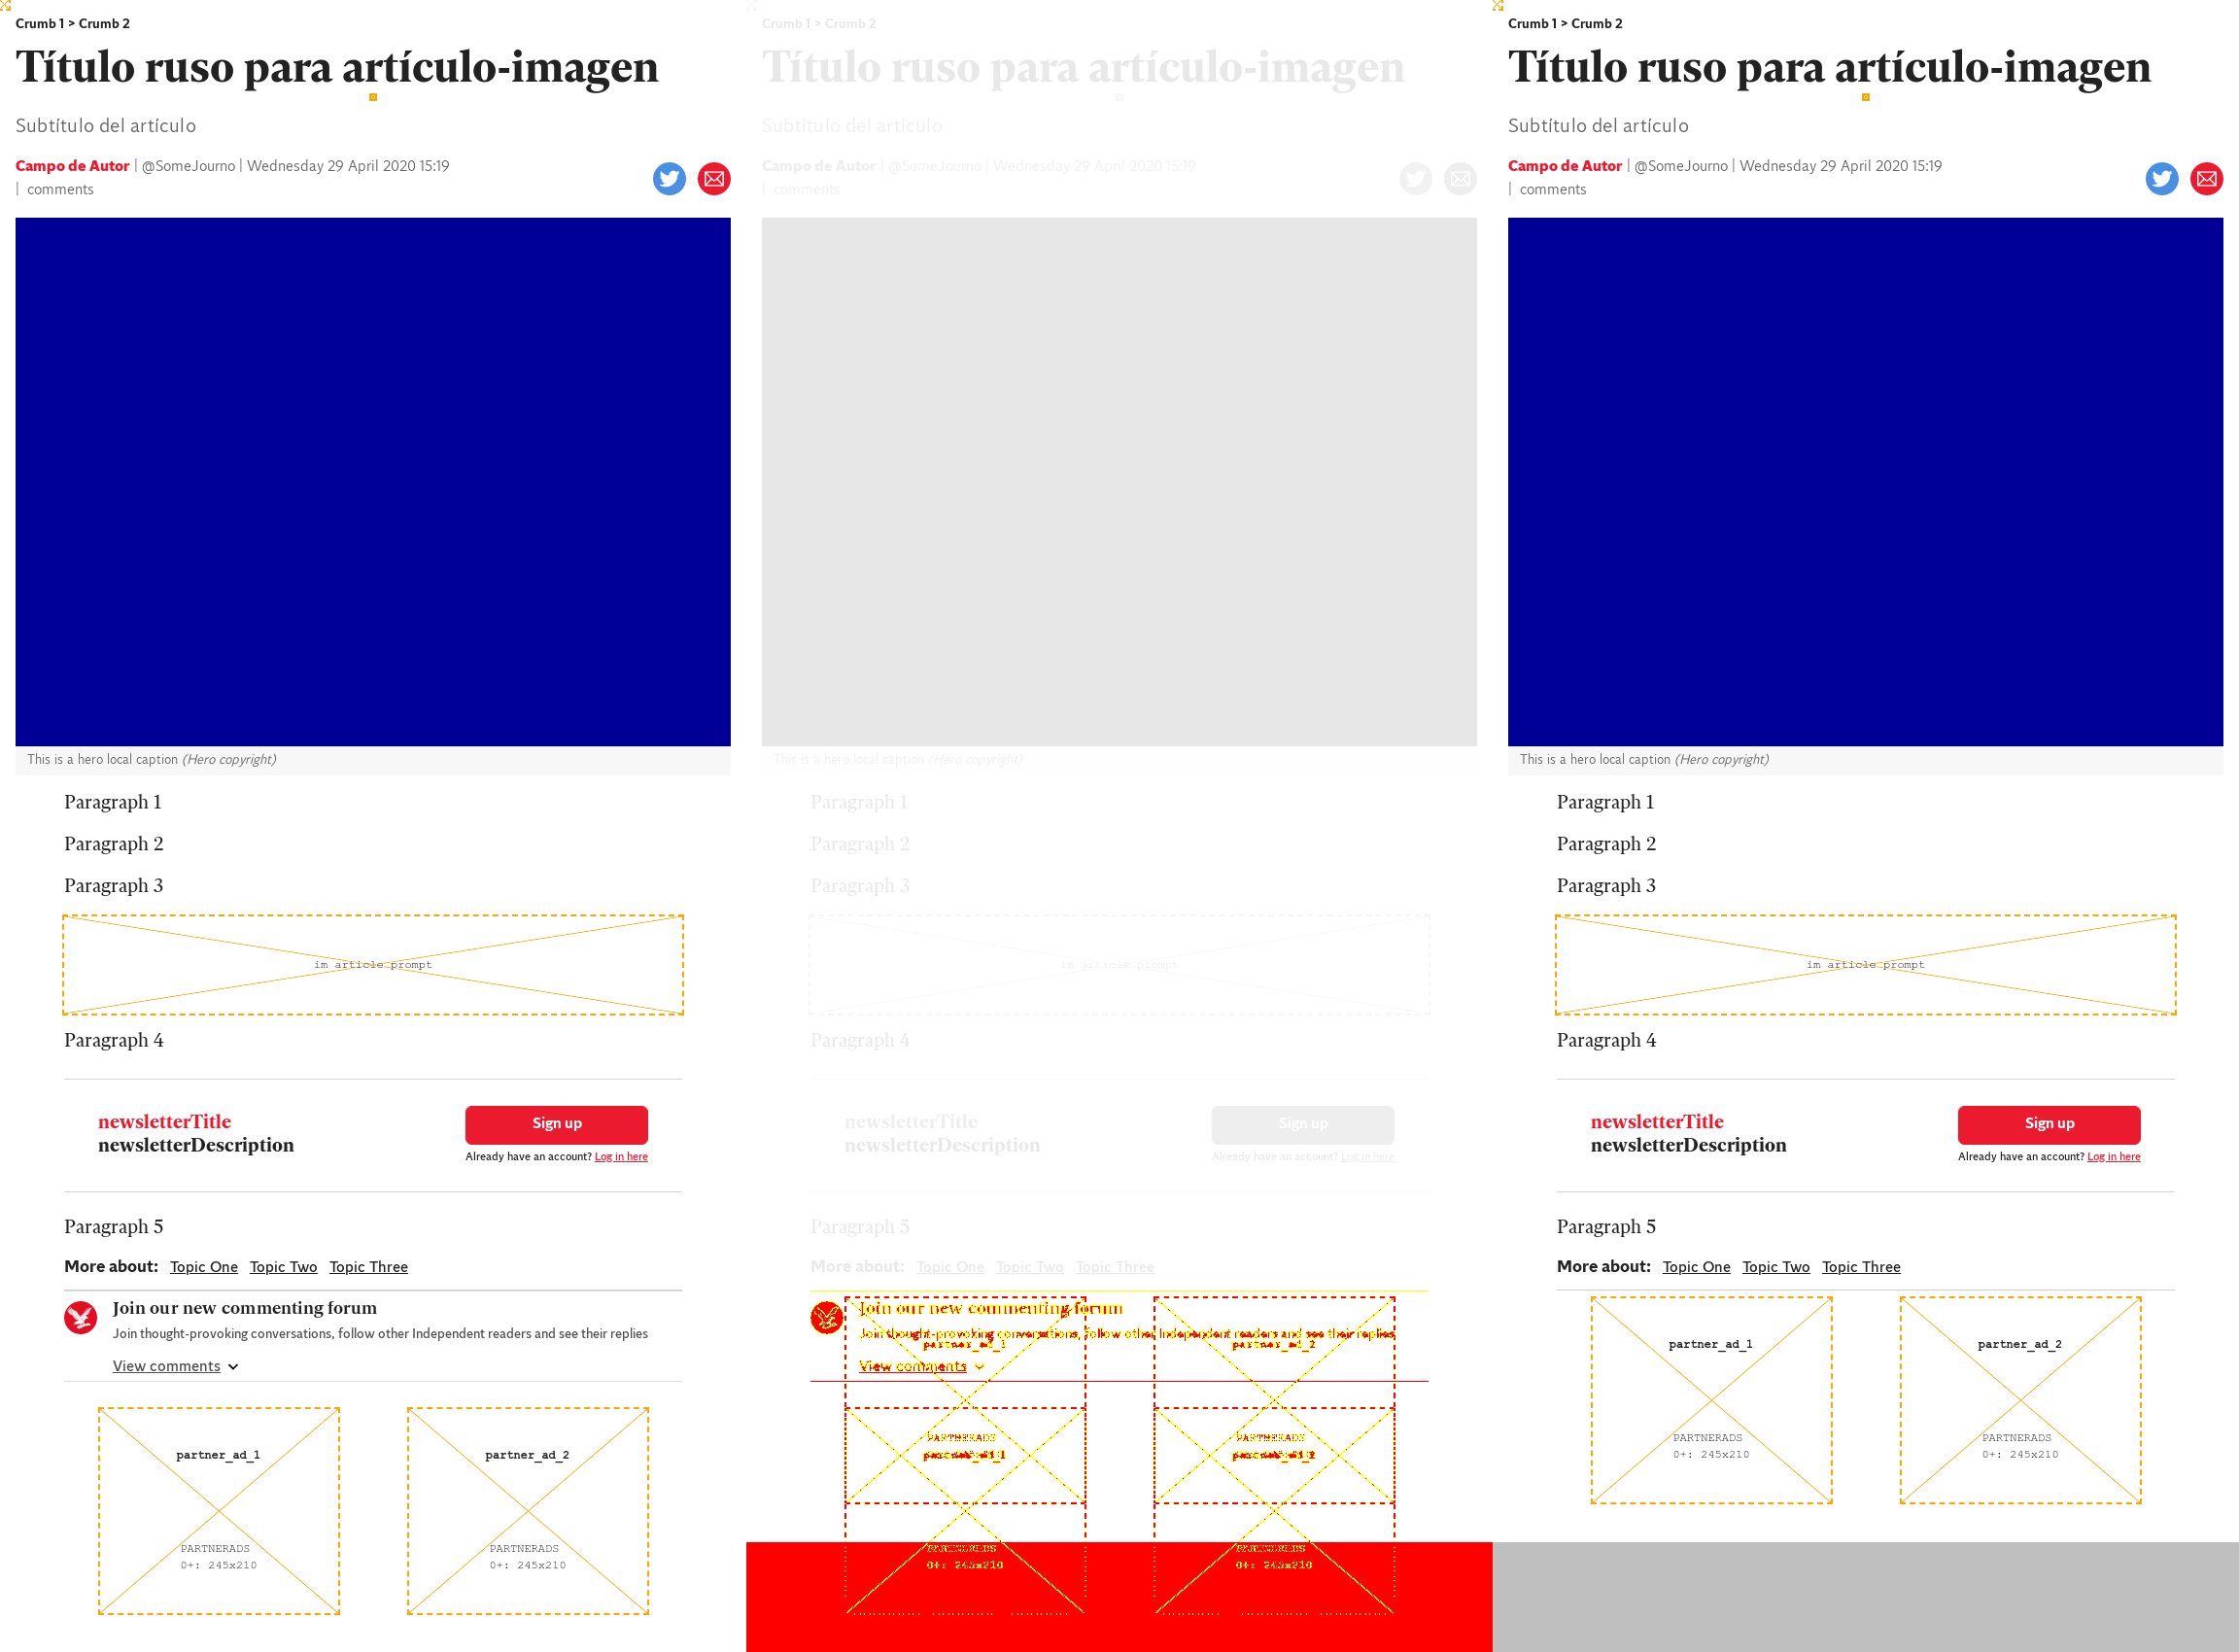 Crumb 1 > Crumb 2
Título ruso para artículo-imagen
Subtítulo del artículo
Campo de Autor | @SomeJourno | Wednesday 29 April 2020 15:19
| comments
This is a hero local caption (Hero copyright)
Paragraph 1
Paragraph 2
Paragraph 3
im article prompt
Paragraph 4
newsletterTitle
newsletterDescription
Sign up
Already have an account? Log in here
Paragraph 5
More about: Topic One Topic Two Topic Three
Join our new commenting forum
Join thought-provoking conversations, follow other Independent readers and see their replies
View comments
partner_ad_1
PARTNERADS
0+: 245x210
partner_ad_2
PARTNERADS
0+: 245x210
Crumb 1 > Crumb 2
Título ruso para artículo-imagen
Subtítulo del artículo
Campo de Autor | @SomeJourno | Wednesday 29 April 2020 15:19
| comments
This is a hero local caption (Hero copyright)
Paragraph 1
Paragraph 2
Paragraph 3
im article prompt
Paragraph 4
newsletterTitle
newsletterDescription
Sign up
Already have an account? Log in here
Paragraph 5
More about: Topic One Topic Two Topic Three
Join our new commenting forum
Join thought-provoking conversations, follow other Independent readers and see their replies
partner_ad_1
partner_ad_2
View comments
PARTNERADS
PARTNERADS
0+: 245x210
0+: 245x210
Crumb 1 > Crumb 2
Título ruso para artículo-imagen
Subtítulo del artículo
Campo de Autor | @SomeJourno | Wednesday 29 April 2020 15:19
| comments
This is a hero local caption (Hero copyright)
Paragraph 1
Paragraph 2
Paragraph 3
im article prompt
Paragraph 4
newsletterTitle
newsletterDescription
Sign up
Already have an account? Log in here
Paragraph 5
More about: Topic One Topic Two Topic Three
partner_ad_1
PARTNERADS
0+: 245x210
partner_ad_2
PARTNERADS
0+: 245x210